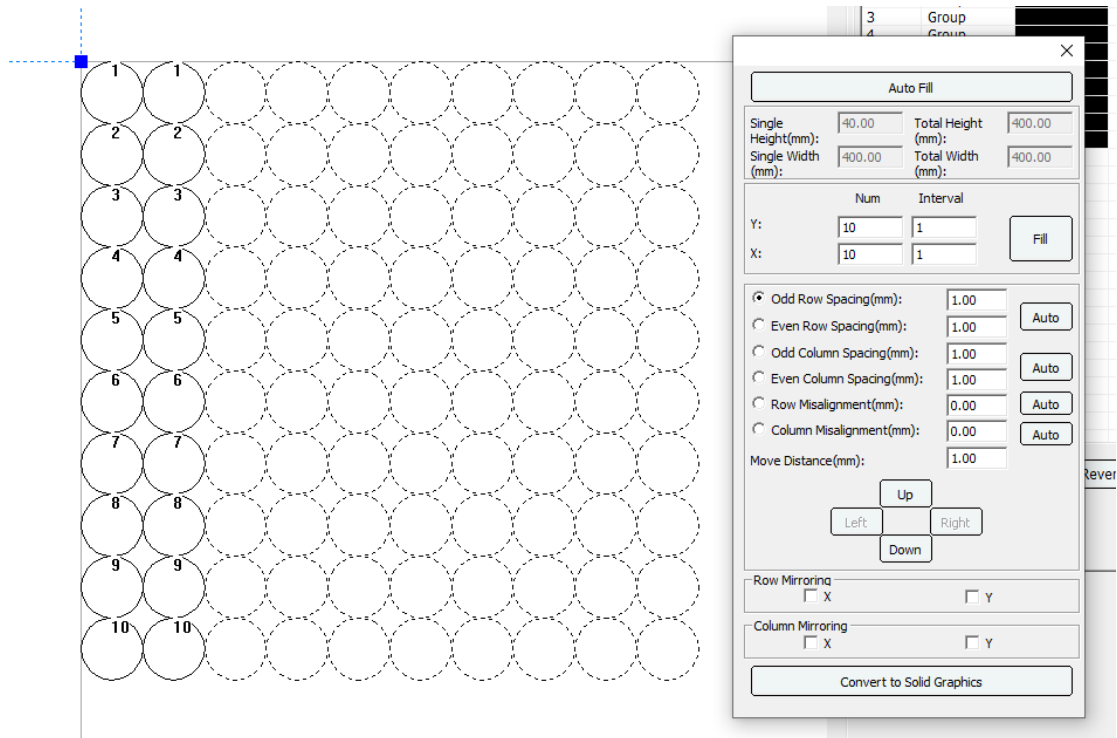 3 Group
4 Group
Auto Fill
Single Height(mm): 40.00 Total Height (mm): 400.00
Single Width (mm): 400.00 Total Width (mm): 400.00
Num Interval
Y: 10 1
X: 10 1
Fill
Odd Row Spacing(mm): 1.00
Auto
Even Row Spacing(mm): 1.00
Odd Column Spacing(mm): 1.00
Auto
Even Column Spacing(mm): 1.00
Row Misalignment(mm): 0.00 Auto
Column Misalignment(mm): 0.00 Auto
Move Distance(mm): 1.00
Up
Left Right
Down
Row Mirroring
X Y
Column Mirroring
X Y
Convert to Solid Graphics
1 1
2 2
3 3
4 4
5 5
6 6
7 7
8 8
9 9
10 10